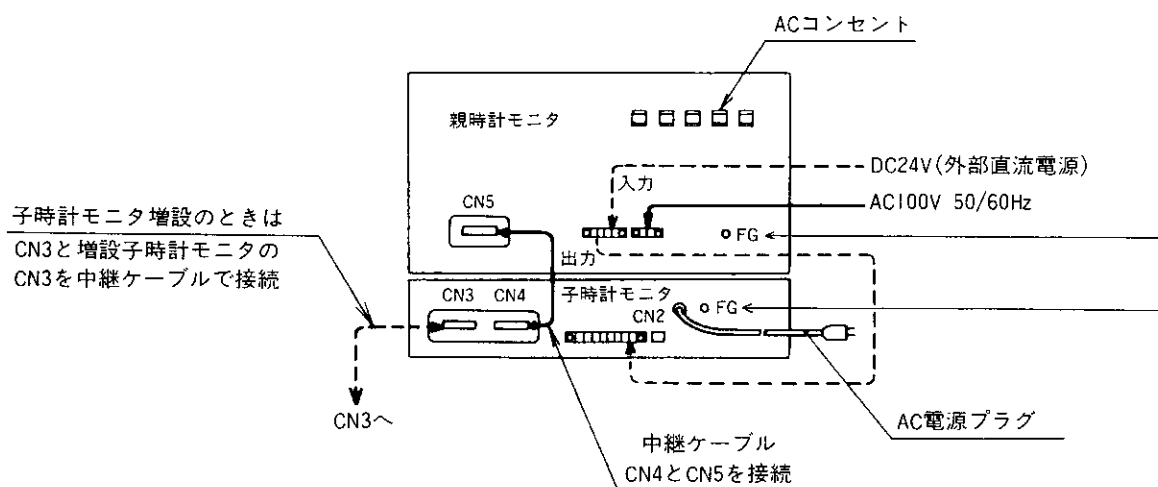 ACコンセント
親時計モニタ
DC24V(外部直流電源)
入力
AC100V 50/60Hz
CN5
FG
出力
子時計モニタ増設のときは
CN3と増設子時計モニタの
CN3を中継ケーブルで接続
CN3 CN4
子時計モニタ
CN2
FG
CN3へ
AC電源プラグ
中継ケーブル
CN4とCN5を接続